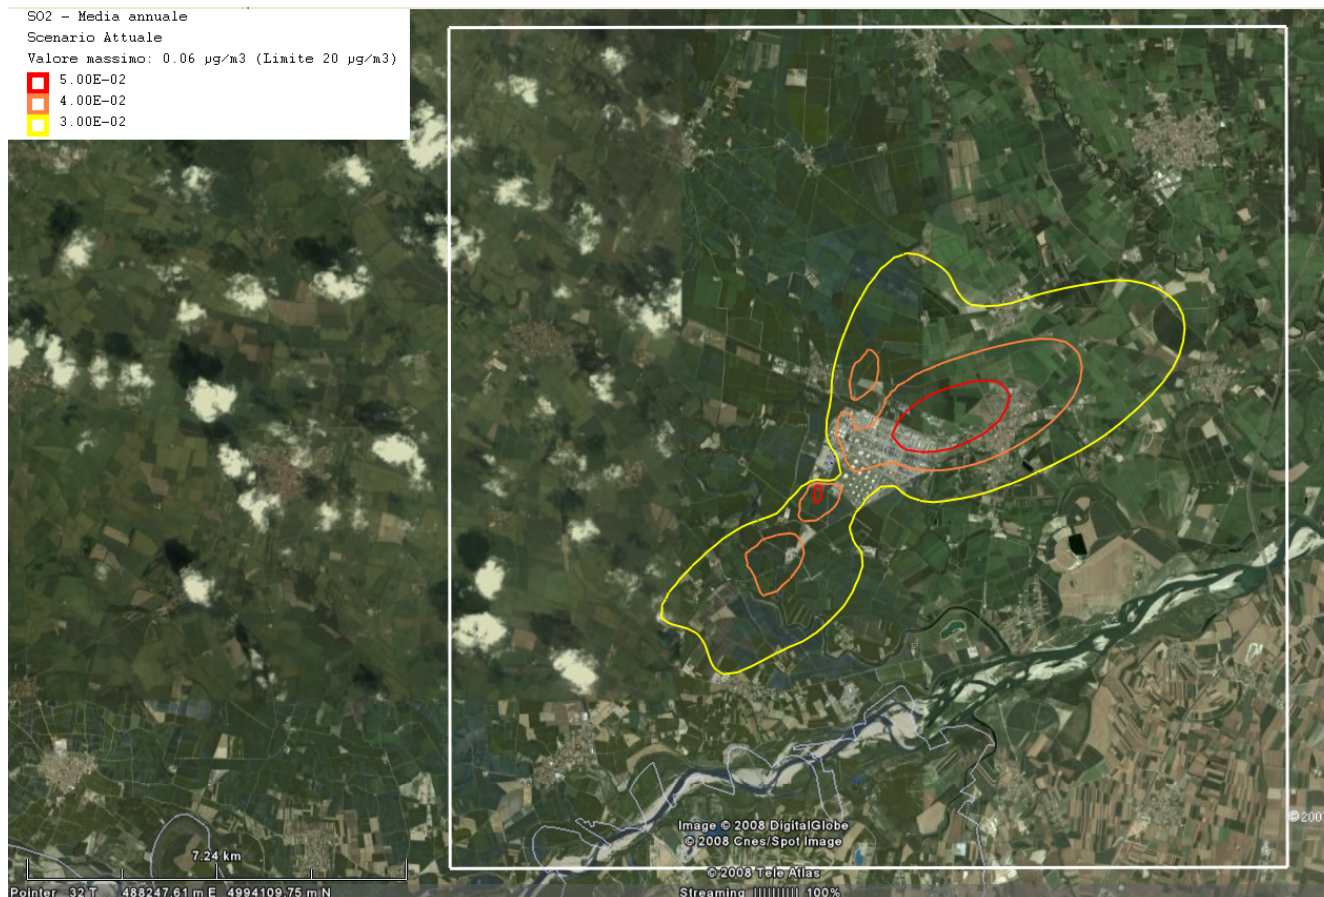 SO2 - Media annuale
Scenario Attuale
Valore massimo: 0.06 µg/m3 (Limite 20 µg/m3)
5.00E-02
4.00E-02
3.00E-02
Image © 2008 DigitalGlobe
© 2008 Cnes/Spot Image
© 2008 Tele Atlas
© 200
7.24 km
Pointer 32 T 488247.61 m E 4994109.75 m N
Streaming |||||||||| 100%